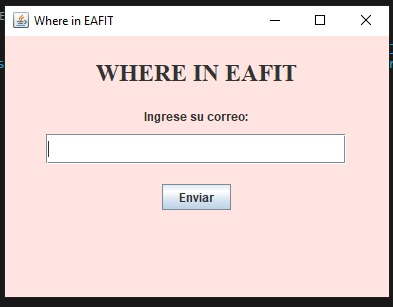 Where in EAFIT
WHERE IN EAFIT
Ingrese su correo:
Enviar